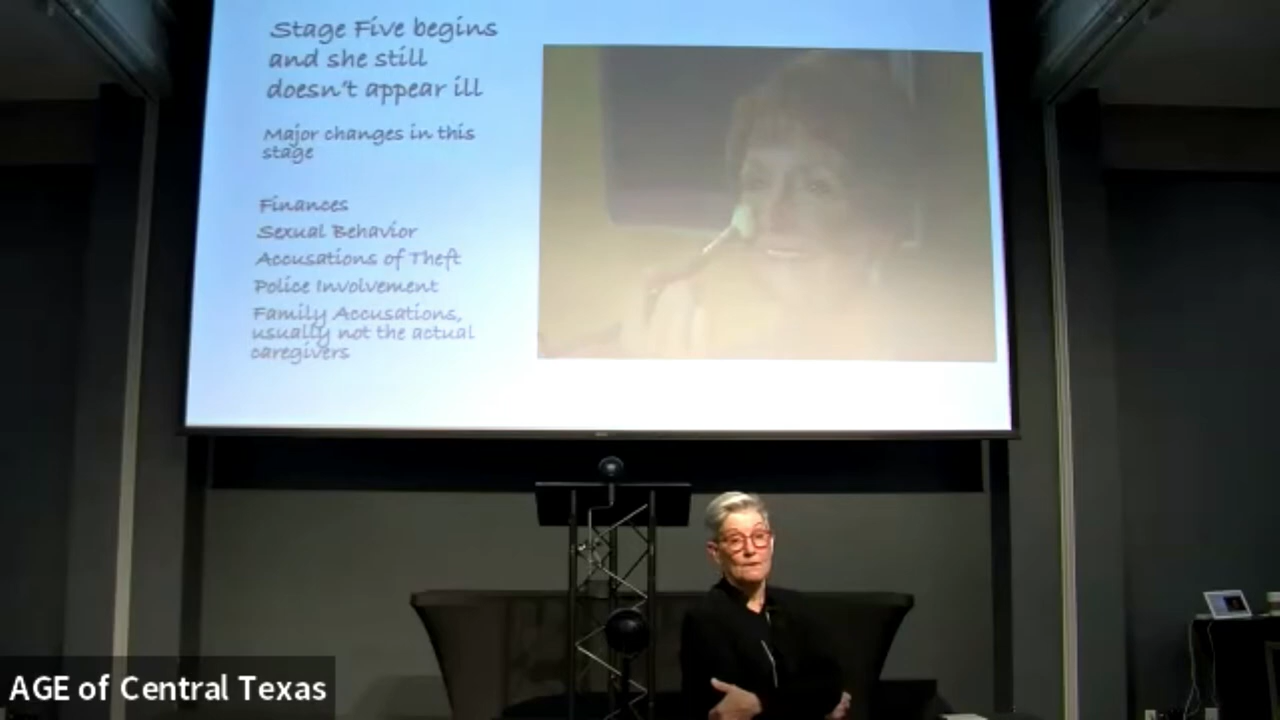 Stage Five begins
and she still
doesn't appear ill
Major changes in this
stage
Finances
Sexual Behavior
Accusations of Theft
Police Involvement
Family Accusations,
usually not the actual
caregivers
AGE of Central Texas